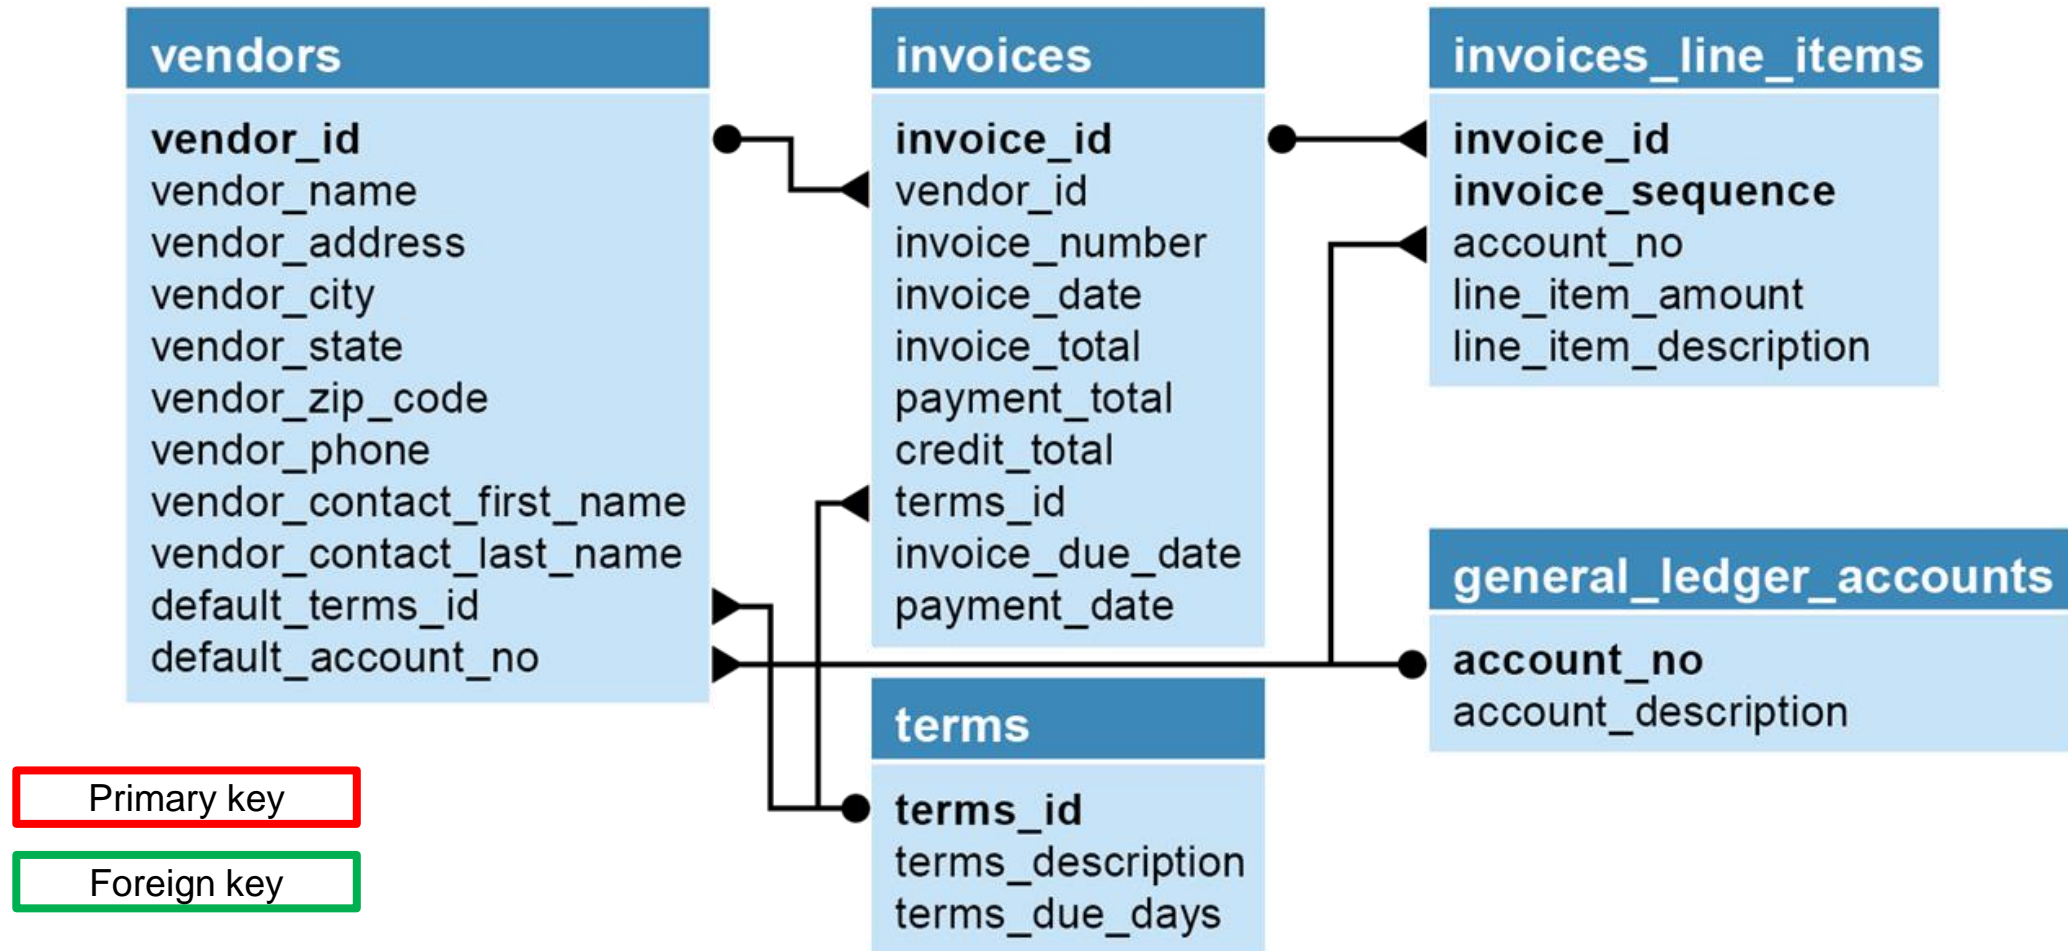 vendors
vendor_id
vendor_name
vendor_address
vendor_city
vendor_state
vendor_zip_code
vendor_phone
vendor_contact_first_name
vendor_contact_last_name
default_terms_id
default_account_no
invoices
invoice_id
vendor_id
invoice_number
invoice_date
invoice_total
payment_total
credit_total
terms_id
invoice_due_date
payment_date
invoices_line_items
invoice_id
invoice_sequence
account_no
line_item_amount
line_item_description
general_ledger_accounts
account_no
account_description
terms
terms_id
terms_description
terms_due_days
Primary key
Foreign key